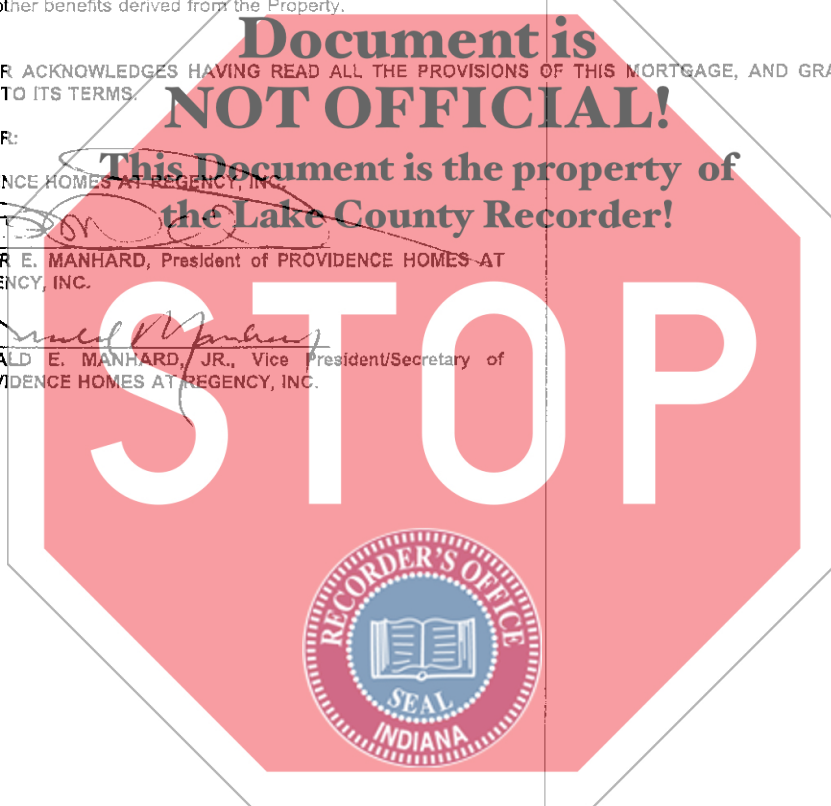 other benefits derived from the Property.
Document is
R ACKNOWLEDGES HAVING READ ALL THE PROVISIONS OF THIS MORTGAGE, AND GRA
TO ITS TERMS.
NOT OFFICIAL!
R:
This Document is the property of
NCE HOMES AT REGENCY, INC.
the Lake County Recorder!
R E. MANHARD, President of PROVIDENCE HOMES AT
ENCY, INC.
STOP
ALD E. MANHARD, JR., Vice President/Secretary of
VIDENCE HOMES AT REGENCY, INC.
RECORDER'S OFFICE
SEAL
INDIANA